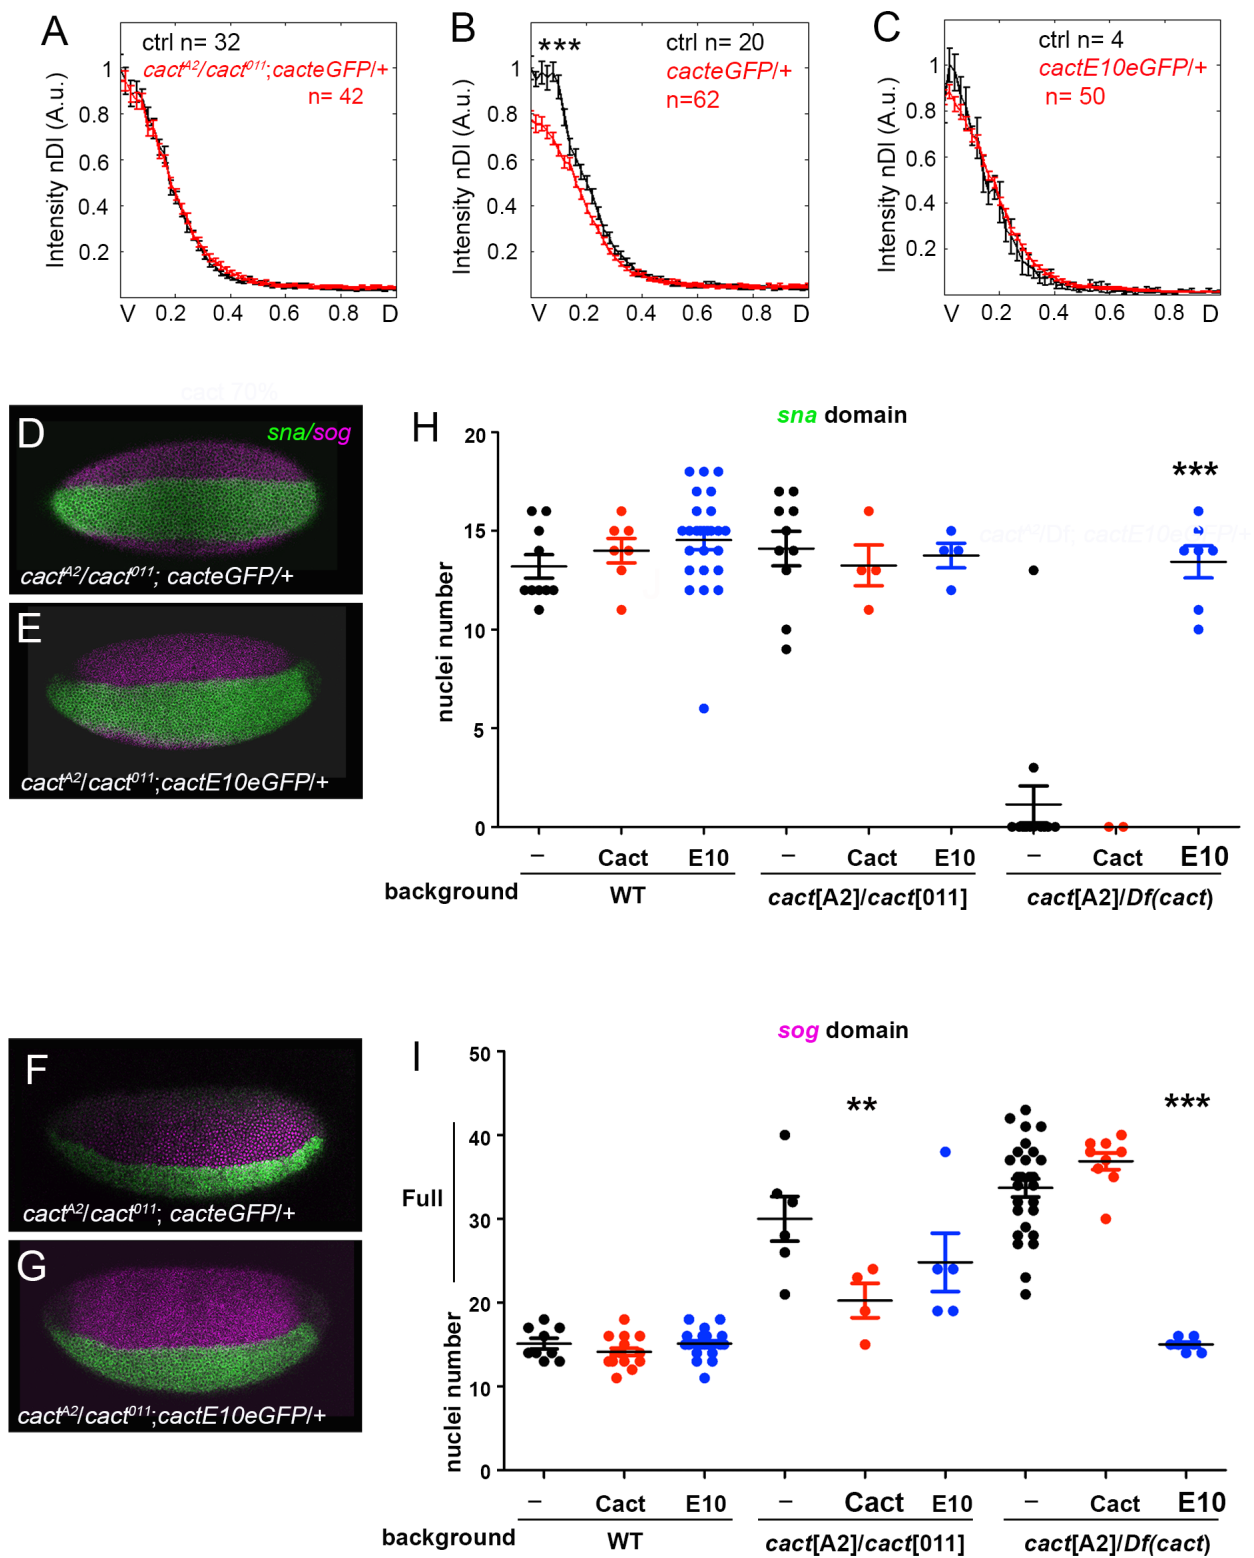 A
ctrl n= 32
cact^A2/cact^011;cacteGFP/+
n= 42
Intensity nDl (A.u.)
1
0.8
0.6
0.4
0.2
V 0.2 0.4 0.6 0.8 D
B
***
ctrl n= 20
cacteGFP/+
n=62
Intensity nDl (A.u.)
1
0.8
0.6
0.4
0.2
V 0.2 0.4 0.6 0.8 D
C
ctrl n= 4
cactE10eGFP/+
n= 50
Intensity nDl (A.u.)
1
0.8
0.6
0.4
0.2
V 0.2 0.4 0.6 0.8 D
cact 70%
D
sna/sog
cact^A2/cact^011; cacteGFP/+
E
cact^A2/cact^011;cactE10eGFP/+
H
sna domain
***
nuclei number
20
15
10
5
0
– Cact E10 – Cact E10 – Cact E10
background WT cact[A2]/cact[011] cact[A2]/Df(cact)
F
cact^A2/cact^011; cacteGFP/+
G
cact^A2/cact^011;cactE10eGFP/+
I
sog domain
** ***
Full
nuclei number
50
40
30
20
10
0
– Cact E10 – Cact E10 – Cact E10
background WT cact[A2]/cact[011] cact[A2]/Df(cact)